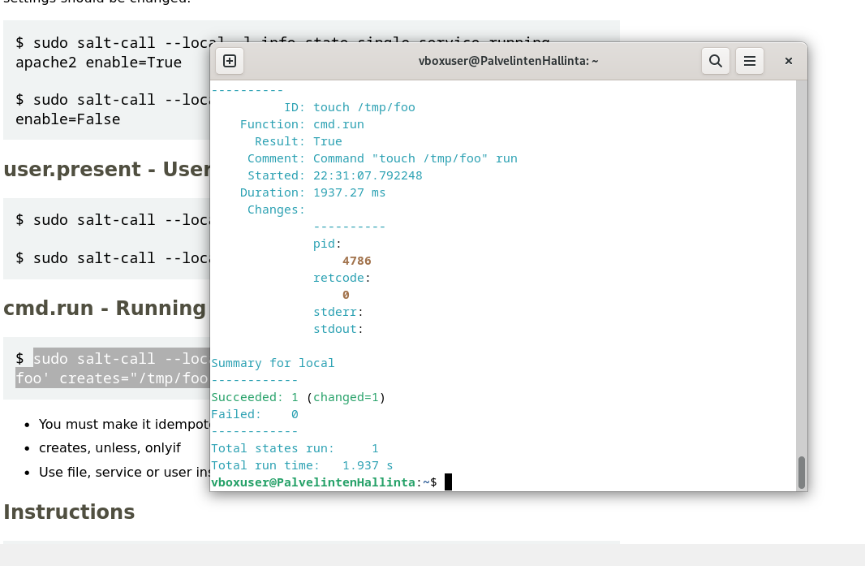 settings should be changed.
$ sudo salt-call --local -l info state.single service.running
apache2 enable=True
$ sudo salt-call --loca
enable=False
user.present - User
$ sudo salt-call --loca
$ sudo salt-call --loca
cmd.run - Running
$ sudo salt-call --loca
foo' creates="/tmp/foo
You must make it idempote
creates, unless, onlyif
Use file, service or user ins
Instructions
vboxuser@PalvelintenHallinta: ~
----------
ID: touch /tmp/foo
Function: cmd.run
Result: True
Comment: Command "touch /tmp/foo" run
Started: 22:31:07.792248
Duration: 1937.27 ms
Changes:
----------
pid:
4786
retcode:
0
stderr:
stdout:
Summary for local
------------
Succeeded: 1 (changed=1)
Failed: 0
------------
Total states run: 1
Total run time: 1.937 s
vboxuser@PalvelintenHallinta:~$